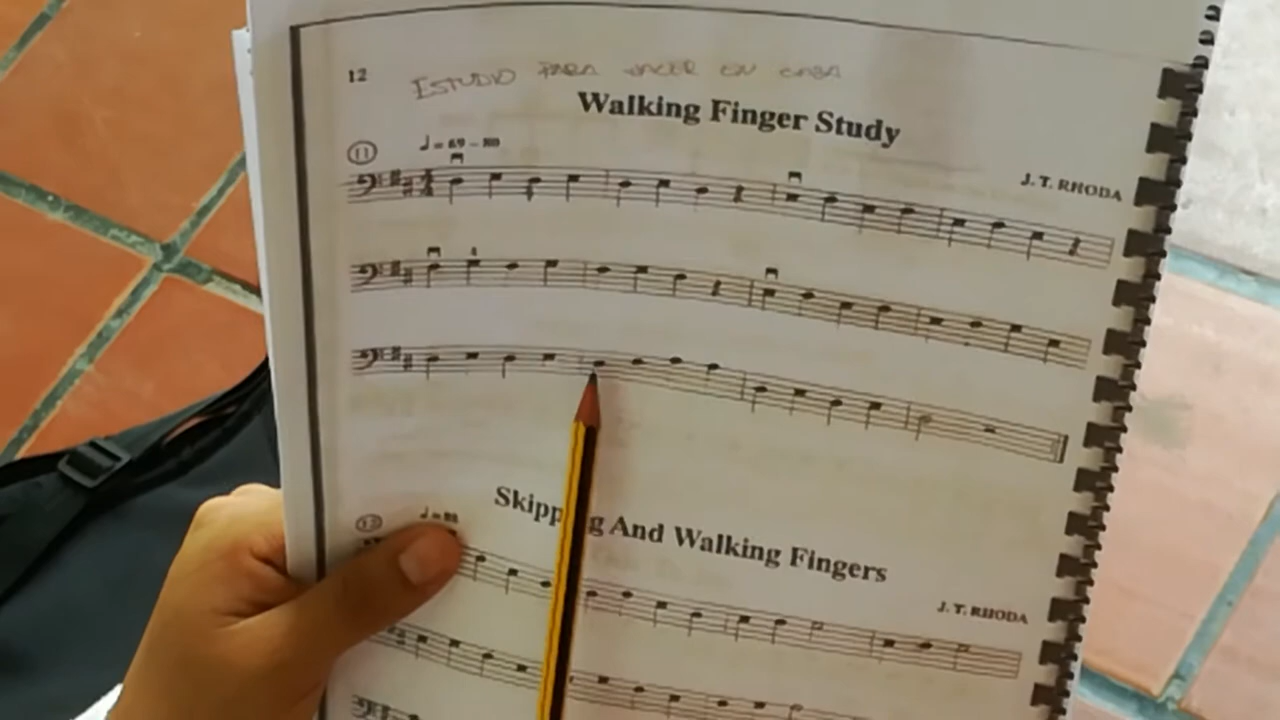 12
ESTUDIO PARA HACER EN CASA
Walking Finger Study
11
♩ = 69 - 80
J. T. RHODA
4
Skipp g And Walking Fingers
12
J. T. RHODA